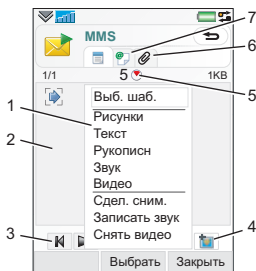 7
MMS
6
1/1
5
1KB
5
Выб. шаб.
1
Рисунки
Текст
2
Рукописн
Звук
Видео
Сдел. сним.
3
Записать звук
4
Снять видео
Выбрать
Закрыть